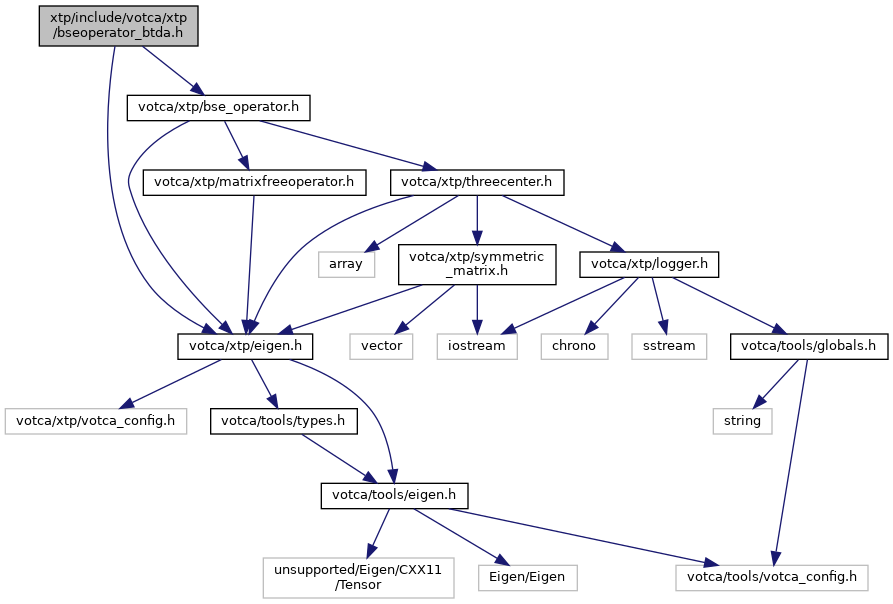 xtp/include/votca/xtp
/bseoperator_btda.h
votca/xtp/bse_operator.h
votca/xtp/matrixfreeoperator.h
votca/xtp/threecenter.h
array
votca/xtp/symmetric
_matrix.h
votca/xtp/logger.h
votca/xtp/eigen.h
vector
iostream
chrono
sstream
votca/tools/globals.h
votca/xtp/votca_config.h
votca/tools/types.h
string
votca/tools/eigen.h
unsupported/Eigen/CXX11
/Tensor
Eigen/Eigen
votca/tools/votca_config.h